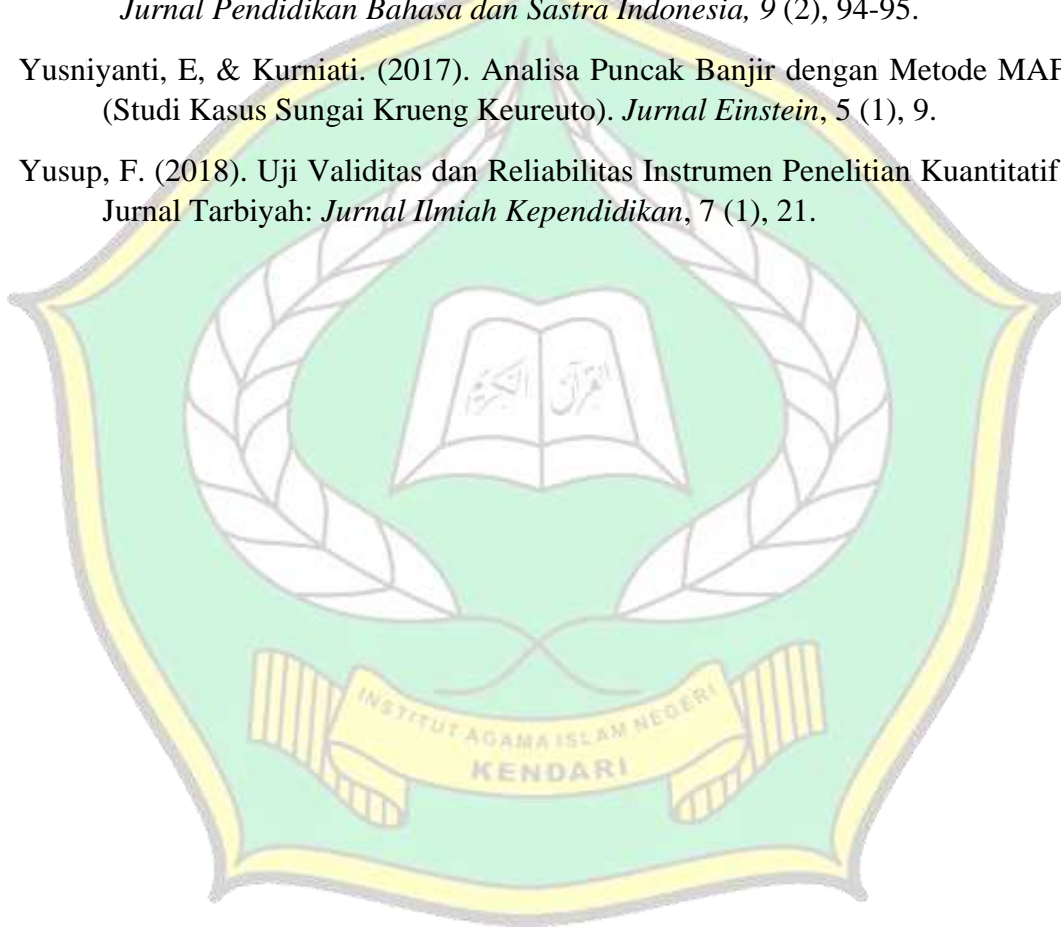 Jurnal Pendidikan Bahasa dan Sastra Indonesia, 9 (2), 94-95.
Yusniyanti, E, & Kurniati. (2017). Analisa Puncak Banjir dengan Metode MAF
(Studi Kasus Sungai Krueng Keureuto). Jurnal Einstein, 5 (1), 9.
Yusup, F. (2018). Uji Validitas dan Reliabilitas Instrumen Penelitian Kuantitatif
Jurnal Tarbiyah: Jurnal Ilmiah Kependidikan, 7 (1), 21.
القرآن الكريم
INSTITUT AGAMA ISLAM NEGERI
KENDARI